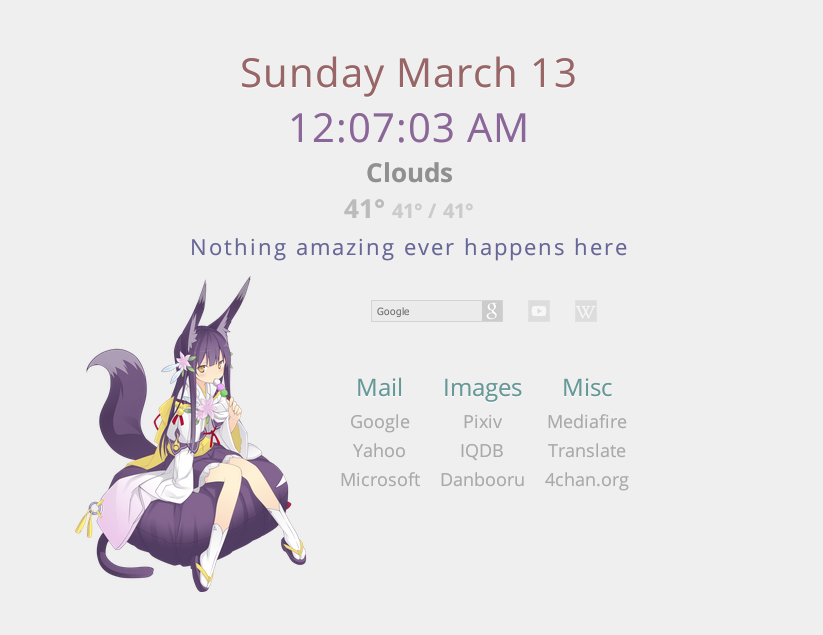 Sunday March 13
12:07:03 AM
Clouds
41° 41° / 41°
Nothing amazing ever happens here
Google g W
Mail Images Misc
Google Pixiv Mediafire
Yahoo IQDB Translate
Microsoft Danbooru 4chan.org